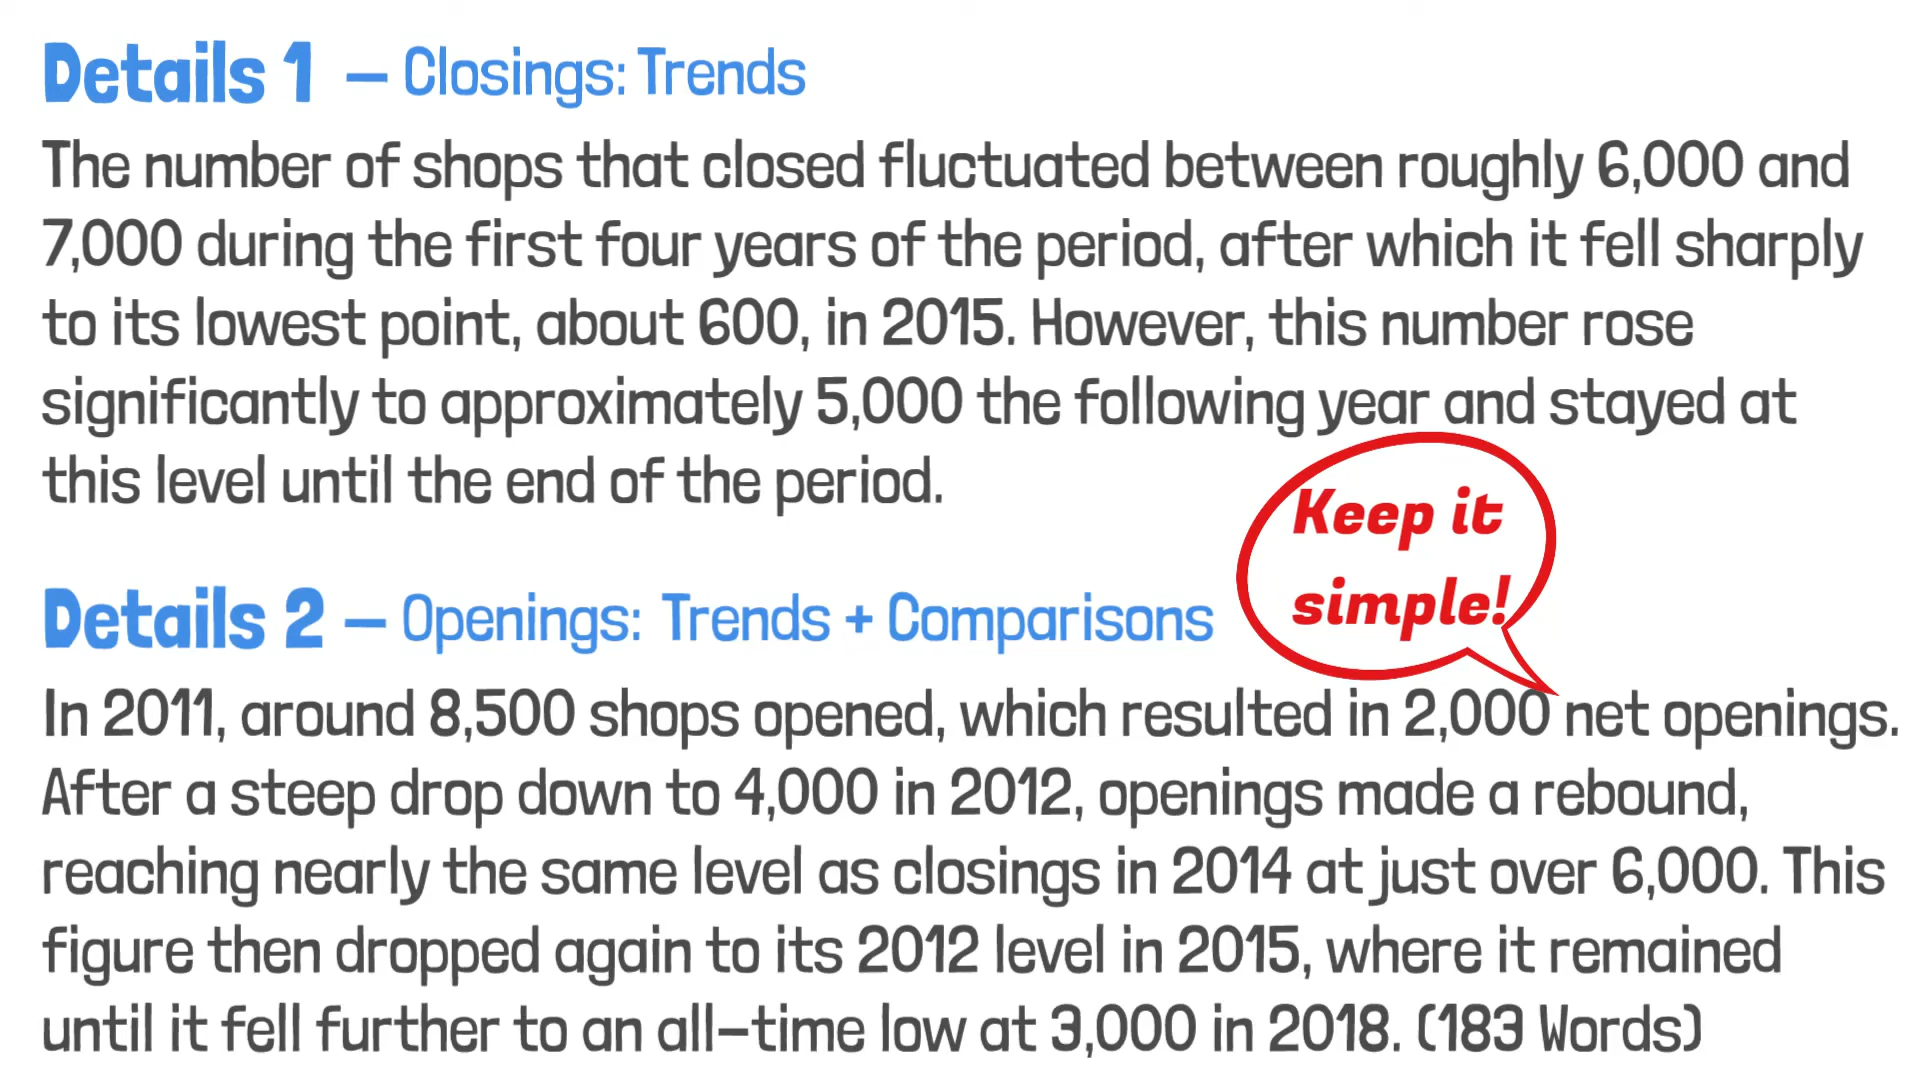 Details 1 – Closings: Trends
The number of shops that closed fluctuated between roughly 6,000 and
7,000 during the first four years of the period, after which it fell sharply
to its lowest point, about 600, in 2015. However, this number rose
significantly to approximately 5,000 the following year and stayed at
this level until the end of the period.
Keep it
simple!
Details 2 – Openings: Trends + Comparisons
In 2011, around 8,500 shops opened, which resulted in 2,000 net openings.
After a steep drop down to 4,000 in 2012, openings made a rebound,
reaching nearly the same level as closings in 2014 at just over 6,000. This
figure then dropped again to its 2012 level in 2015, where it remained
until it fell further to an all-time low at 3,000 in 2018. (183 Words)